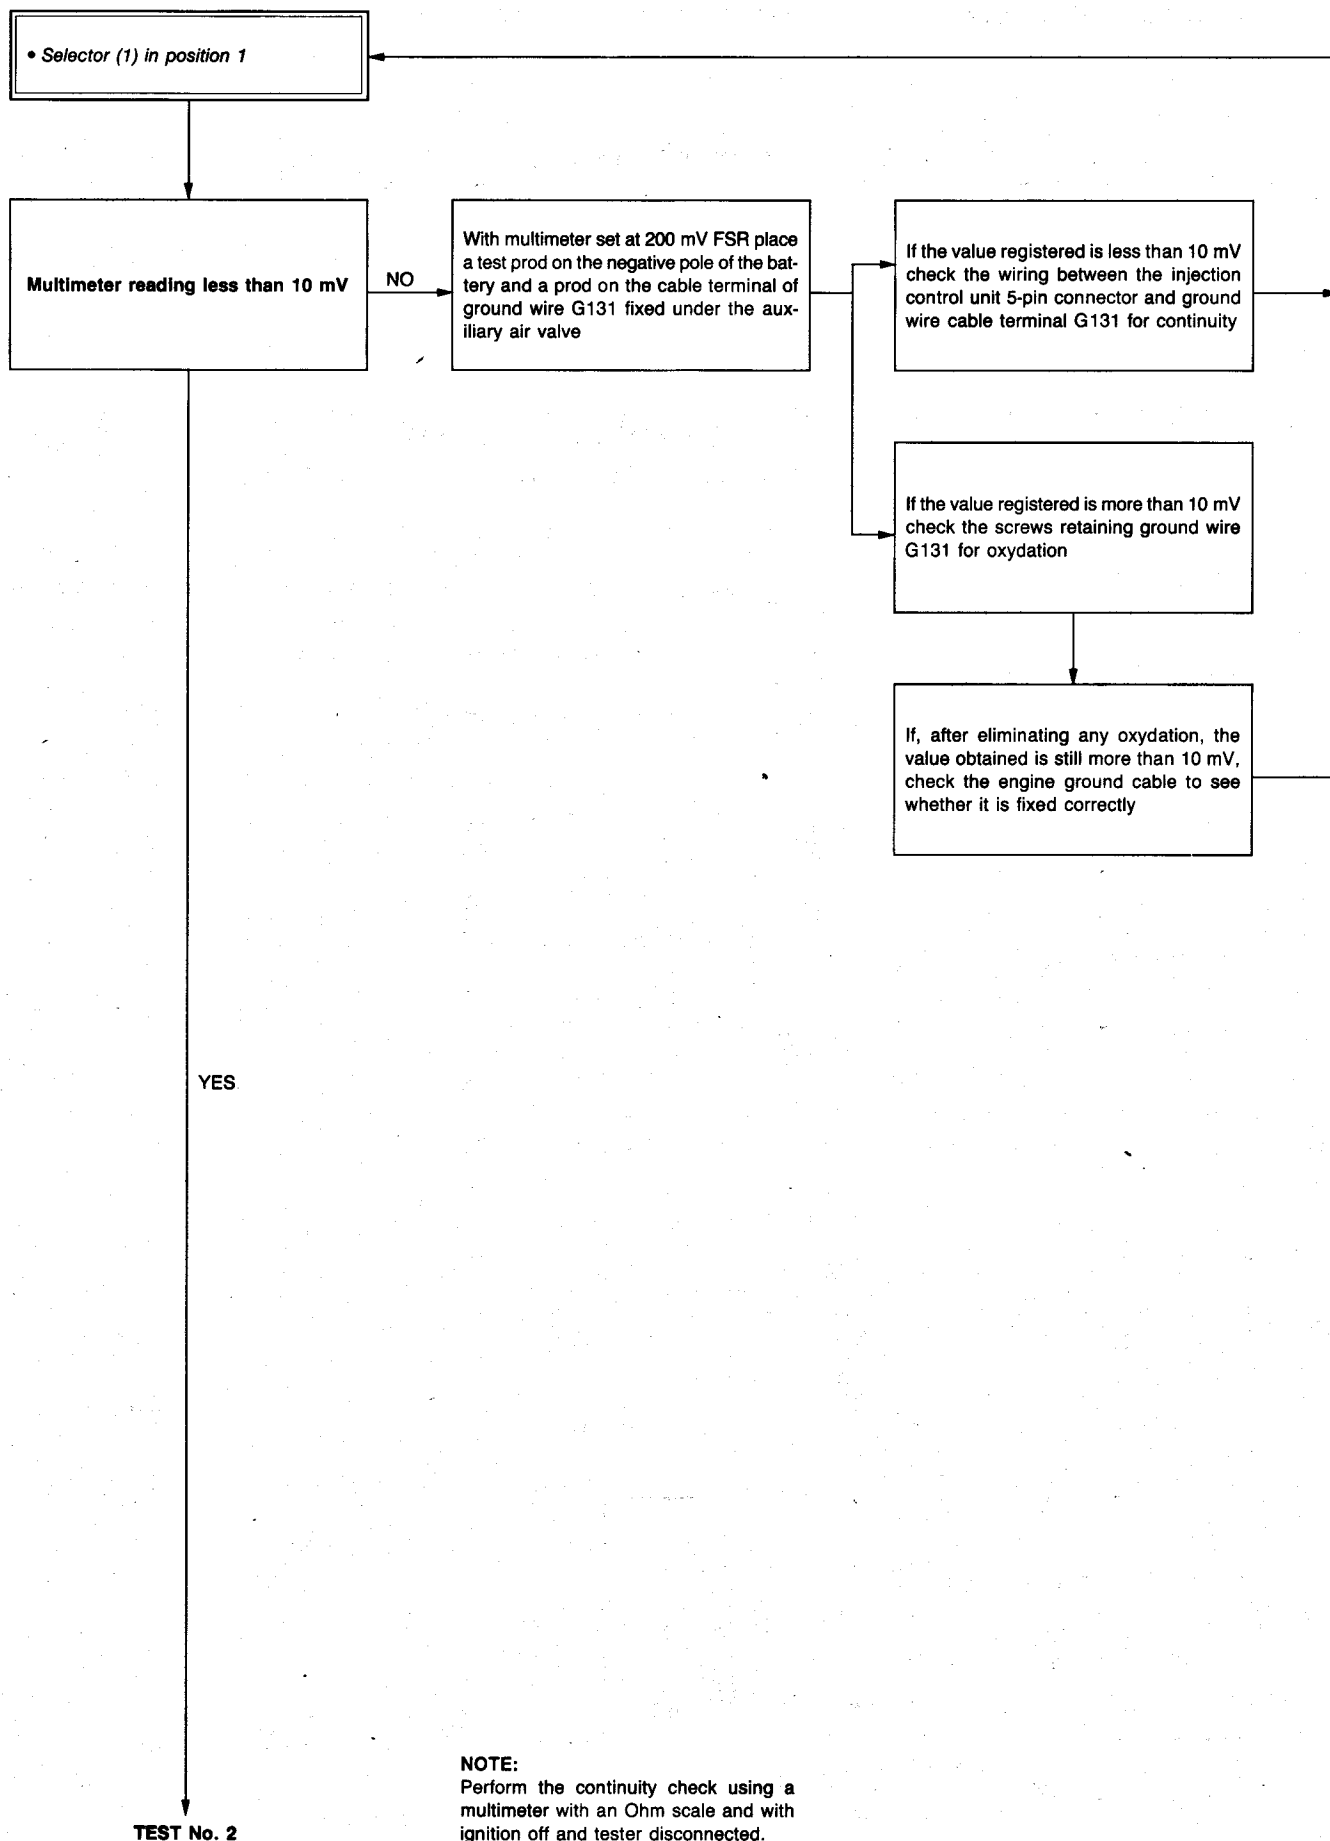 • Selector (1) in position 1
Multimeter reading less than 10 mV
NO
With multimeter set at 200 mV FSR place
a test prod on the negative pole of the bat-
tery and a prod on the cable terminal of
ground wire G131 fixed under the aux-
iliary air valve
If the value registered is less than 10 mV
check the wiring between the injection
control unit 5-pin connector and ground
wire cable terminal G131 for continuity
If the value registered is more than 10 mV
check the screws retaining ground wire
G131 for oxydation
If, after eliminating any oxydation, the
value obtained is still more than 10 mV,
check the engine ground cable to see
whether it is fixed correctly
YES
TEST No. 2
NOTE:
Perform the continuity check using a
multimeter with an Ohm scale and with
ignition off and tester disconnected.